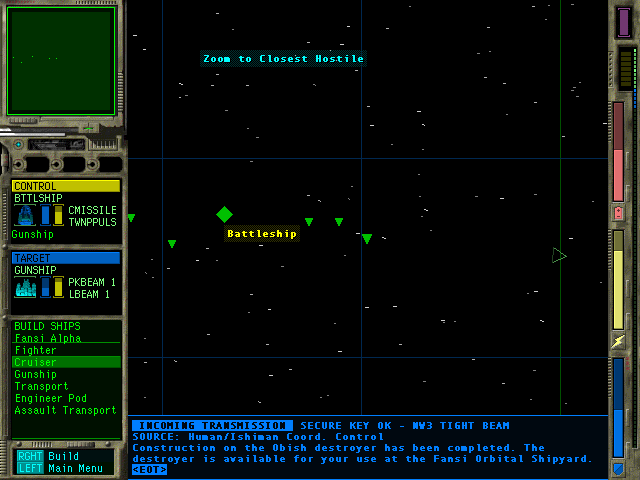 Zoom to Closest Hostile
CONTROL
BTTLSHIP
CMISSILE
TWNPPULS
Gunship
Battleship
TARGET
GUNSHIP
PKBEAM 1
LBEAM 1
BUILD SHIPS
Fansi Alpha
Fighter
Cruiser
Gunship
Transport
Engineer Pod
Assault Transport
RGHT Build
LEFT Main Menu
INCOMING TRANSMISSION SECURE KEY OK - NW3 TIGHT BEAM
SOURCE: Human/Ishiman Coord. Control
Construction on the Obish destroyer has been completed. The
destroyer is available for your use at the Fansi Orbital Shipyard.
<EOT>